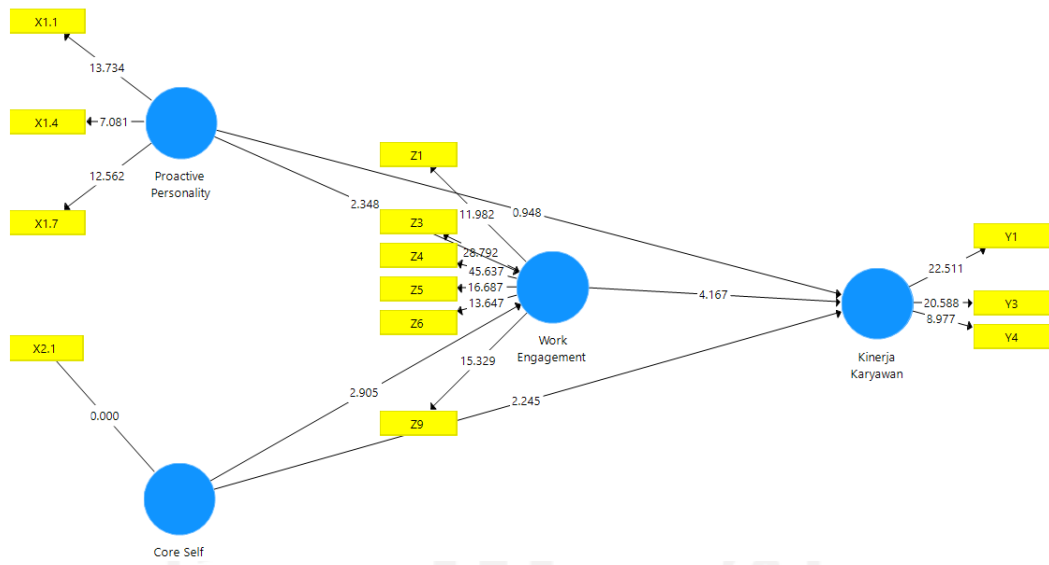 X1.1
13.734
X1.4
7.081
12.562
X1.7
Proactive
Personality
Z1
2.348
11.982
0.948
Z3
28.792
Z4
45.637
Z5
16.687
Z6
13.647
Work
Engagement
4.167
15.329
Z9
Y1
22.511
20.588
Y3
8.977
Y4
Kinerja
Karyawan
X2.1
0.000
2.905
2.245
Core Self